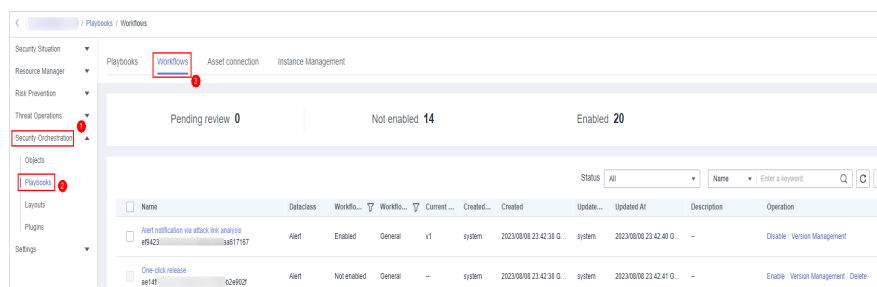 / Playbooks / Workflows
Security Situation
Resource Manager
Risk Prevention
Threat Operations
1
Security Orchestration
Objects
Playbooks 2
Layouts
Plugins
Settings
Playbooks Workflows Asset connection Instance Management
3
Pending review 0 Not enabled 14 Enabled 20
Status All Name Enter a keyword.
Name Dataclass Workflo... Workflo... Current ... Created... Created Update... Updated At Description Operation
Alert notification via attack link analysis
ef9423 aa617167
Alert Enabled General v1 system 2023/08/08 23:42:38 G... system 2023/08/08 23:42:40 G... -- Disable Version Management
One-click release
ae14f b2e902f
Alert Not enabled General -- system 2023/08/08 23:42:38 G... system 2023/08/08 23:42:41 G... -- Enable Version Management Delete